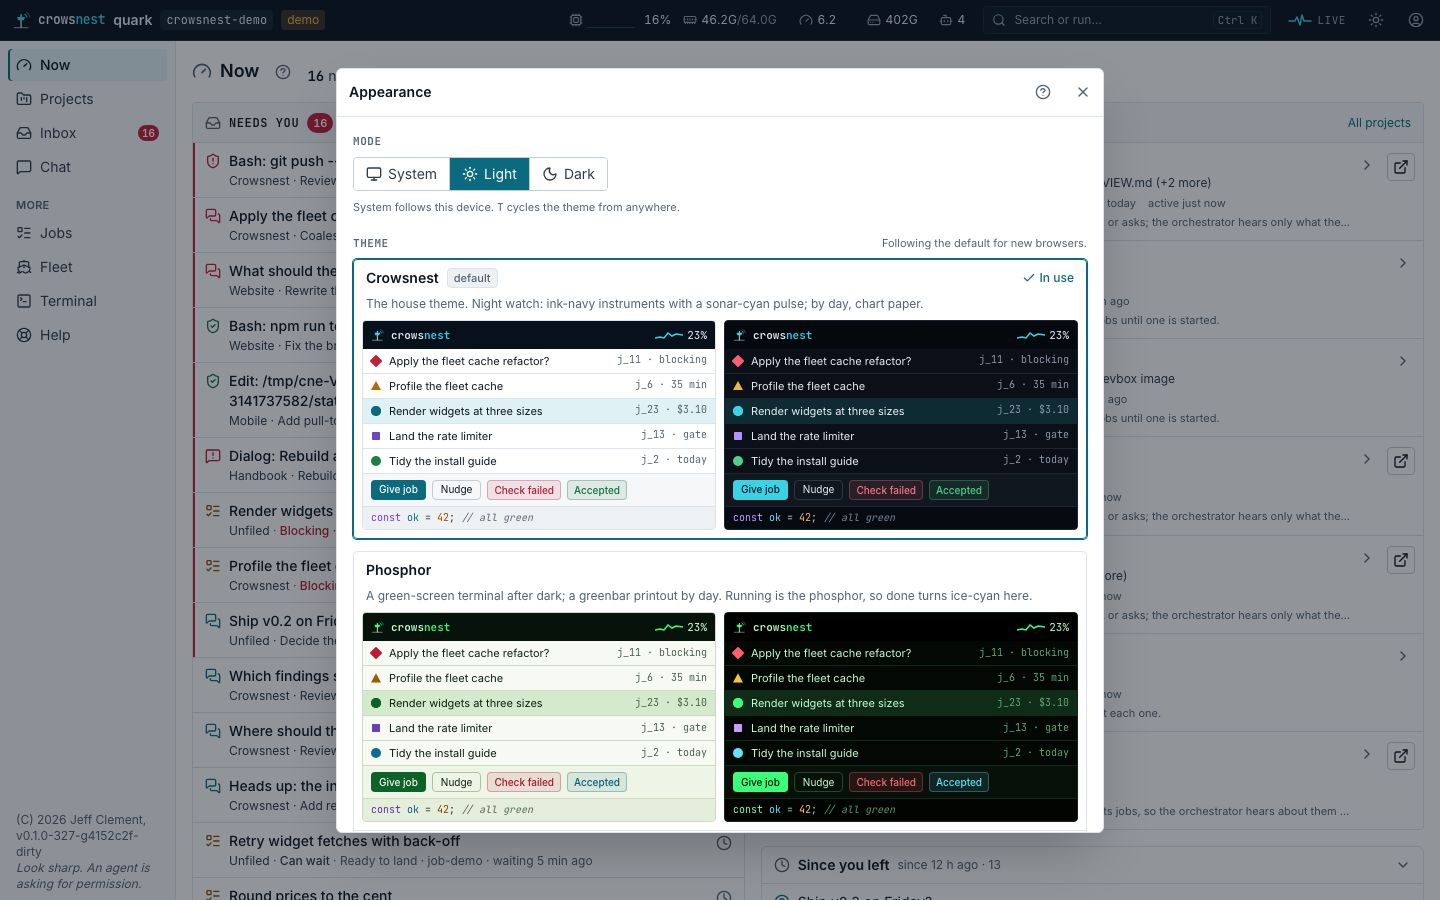 crowsnest quark crowsnest-demo demo
16% 46.2G/64.0G 6.2 402G 4 Search or run... Ctrl K LIVE
Now
Projects
Inbox 16
Chat
MORE
Jobs
Fleet
Terminal
Help
(C) 2026 Jeff Clement,
v0.1.0-327-g4152c2f-
dirty
Look sharp. An agent is
asking for permission.
Now 16
NEEDS YOU 16
Bash: git push
Crowsnest · Review
Apply the fleet
Crowsnest · Coales
What should the
Website · Rewrite
Bash: npm run
Website · Fix the
Edit: /tmp/cne-
3141737582/sta
Mobile · Add pull-to
Dialog: Rebuild
Handbook · Rebuild
Render widgets
Unfiled · Blocking ·
Profile the fleet
Crowsnest · Blocki
Ship v0.2 on
Unfiled · Decide the
Which findings
Crowsnest · Review
Where should
Crowsnest · Review
Heads up: the
Crowsnest · Add
Retry widget fetches with back-off
Unfiled · Can wait · Ready to land · job-demo · waiting 5 min ago
Round prices to the cent
Appearance
MODE
System Light Dark
System follows this device. T cycles the theme from anywhere.
THEME Following the default for new browsers.
Crowsnest default In use
The house theme. Night watch: ink-navy instruments with a sonar-cyan pulse; by day, chart paper.
crowsnest 23%
Apply the fleet cache refactor? j_11 · blocking
Profile the fleet cache j_6 · 35 min
Render widgets at three sizes j_23 · $3.10
Land the rate limiter j_13 · gate
Tidy the install guide j_2 · today
Give job Nudge Check failed Accepted
const ok = 42; // all green
crowsnest 23%
Apply the fleet cache refactor? j_11 · blocking
Profile the fleet cache j_6 · 35 min
Render widgets at three sizes j_23 · $3.10
Land the rate limiter j_13 · gate
Tidy the install guide j_2 · today
Give job Nudge Check failed Accepted
const ok = 42; // all green
Phosphor
A green-screen terminal after dark; a greenbar printout by day. Running is the phosphor, so done turns ice-cyan here.
crowsnest 23%
Apply the fleet cache refactor? j_11 · blocking
Profile the fleet cache j_6 · 35 min
Render widgets at three sizes j_23 · $3.10
Land the rate limiter j_13 · gate
Tidy the install guide j_2 · today
Give job Nudge Check failed Accepted
const ok = 42; // all green
crowsnest 23%
Apply the fleet cache refactor? j_11 · blocking
Profile the fleet cache j_6 · 35 min
Render widgets at three sizes j_23 · $3.10
Land the rate limiter j_13 · gate
Tidy the install guide j_2 · today
Give job Nudge Check failed Accepted
const ok = 42; // all green
All projects
VIEW.md (+2 more)
today active just now
or asks; the orchestrator hears only what the...
ago
until one is started.
evbox image
ago
until one is started.
now
or asks; the orchestrator hears only what the...
ore)
now
or asks; the orchestrator hears only what the...
now
each one.
jobs, so the orchestrator hears about them ...
Since you left since 12 h ago · 13
Ship v0.2 on Friday?